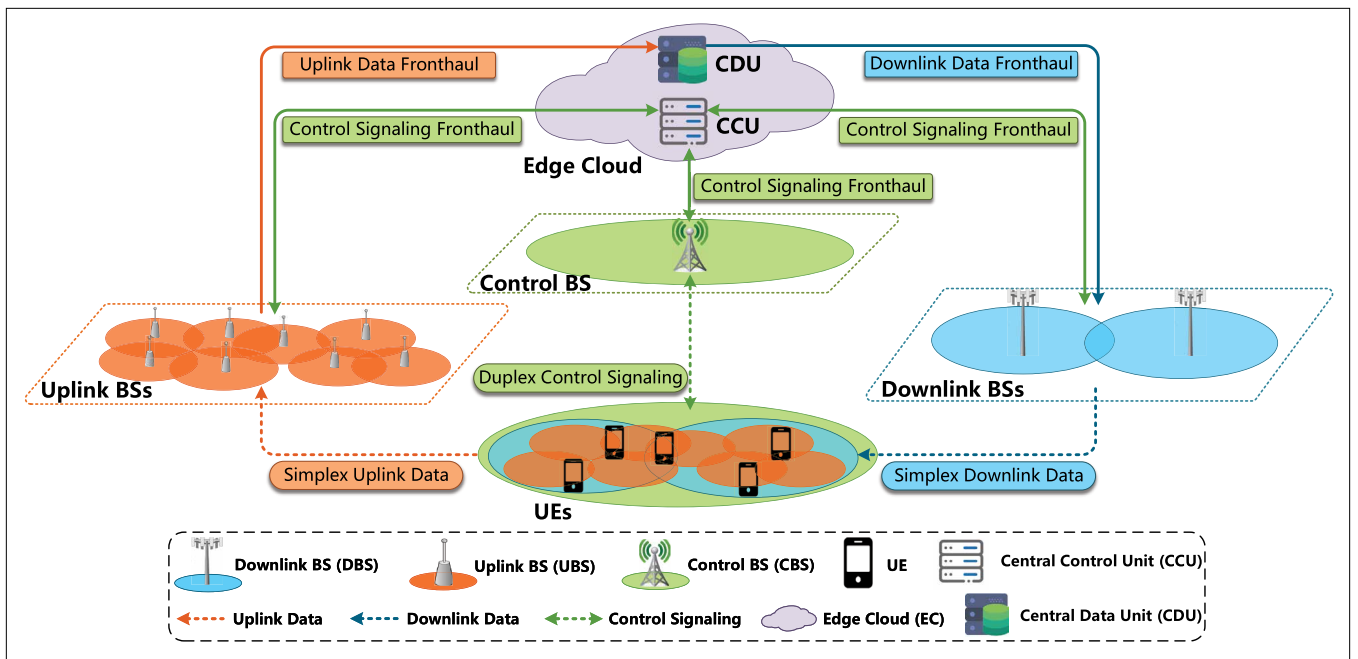 Uplink Data Fronthaul
CDU
Downlink Data Fronthaul
Control Signaling Fronthaul
CCU
Control Signaling Fronthaul
Edge Cloud
Control Signaling Fronthaul
Control BS
Uplink BSs
Duplex Control Signaling
Downlink BSs
Simplex Uplink Data
Simplex Downlink Data
UEs
Downlink BS (DBS)
Uplink BS (UBS)
Control BS (CBS)
UE
Central Control Unit (CCU)
Uplink Data
Downlink Data
Control Signaling
Edge Cloud (EC)
Central Data Unit (CDU)